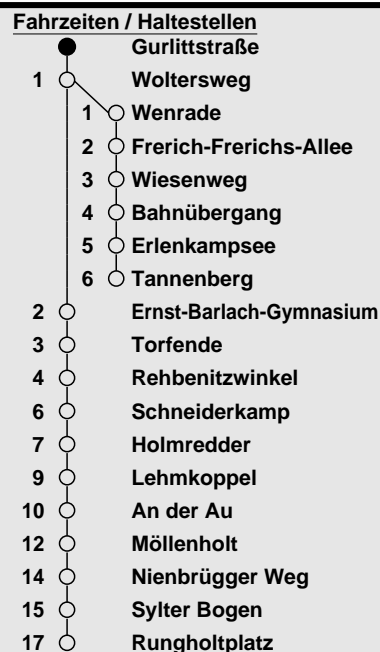 Fahrzeiten / Haltestellen
Gurlittstraße
1 Woltersweg
1 Wenrade
2 Frerich-Frerichs-Allee
3 Wiesenweg
4 Bahnübergang
5 Erlenkampsee
6 Tannenberg
2 Ernst-Barlach-Gymnasium
3 Torfende
4 Rehbenitzwinkel
6 Schneiderkamp
7 Holmredder
9 Lehmkoppel
10 An der Au
12 Möllenholt
14 Nienbrügger Weg
15 Sylter Bogen
17 Rungholtplatz